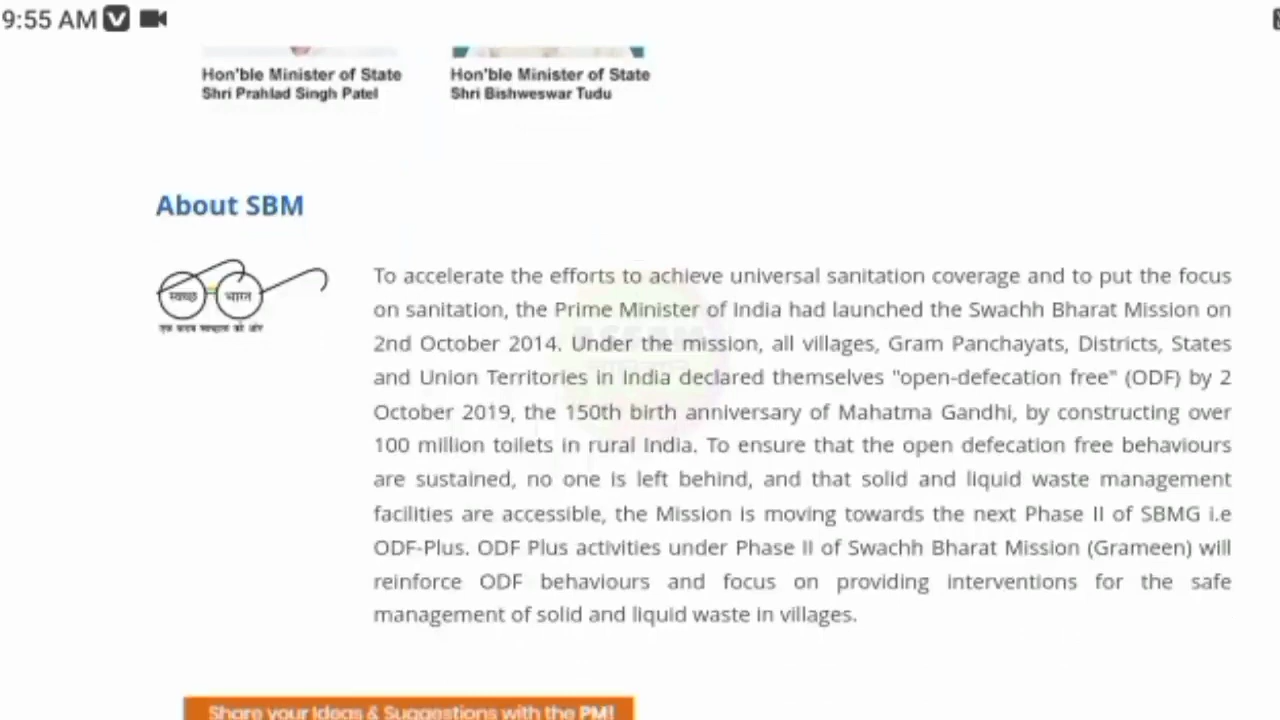 9:55 AM
Hon'ble Minister of State
Shri Prahlad Singh Patel
Hon'ble Minister of State
Shri Bishweswar Tudu
About SBM
स्वच्छ भारत
एक कदम स्वच्छता की ओर
To accelerate the efforts to achieve universal sanitation coverage and to put the focus
on sanitation, the Prime Minister of India had launched the Swachh Bharat Mission on
2nd October 2014. Under the mission, all villages, Gram Panchayats, Districts, States
and Union Territories in India declared themselves "open-defecation free" (ODF) by 2
October 2019, the 150th birth anniversary of Mahatma Gandhi, by constructing over
100 million toilets in rural India. To ensure that the open defecation free behaviours
are sustained, no one is left behind, and that solid and liquid waste management
facilities are accessible, the Mission is moving towards the next Phase II of SBMG i.e
ODF-Plus. ODF Plus activities under Phase II of Swachh Bharat Mission (Grameen) will
reinforce ODF behaviours and focus on providing interventions for the safe
management of solid and liquid waste in villages.
Share your Ideas & Suggestions with the PM!